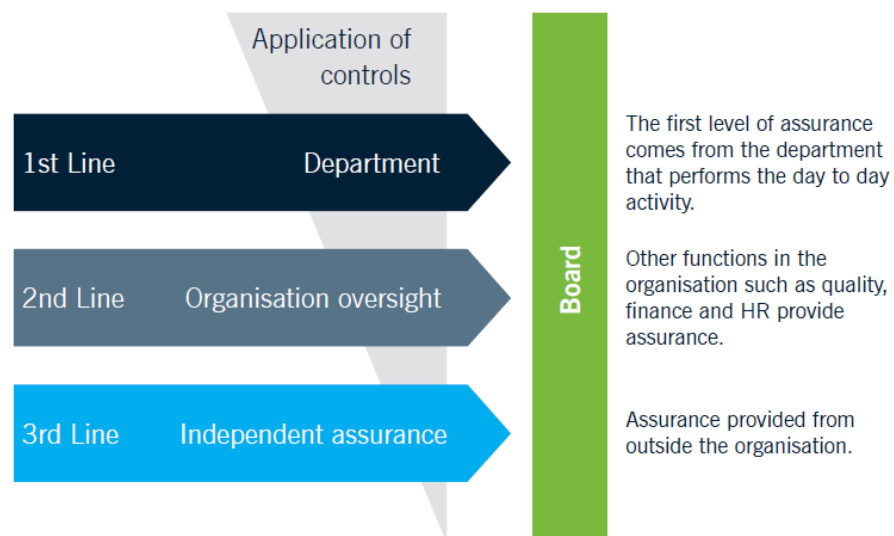 Application of
controls
1st Line Department
The first level of assurance
comes from the department
that performs the day to day
activity.
2nd Line Organisation oversight
Board
Other functions in the
organisation such as quality,
finance and HR provide
assurance.
3rd Line Independent assurance
Assurance provided from
outside the organisation.